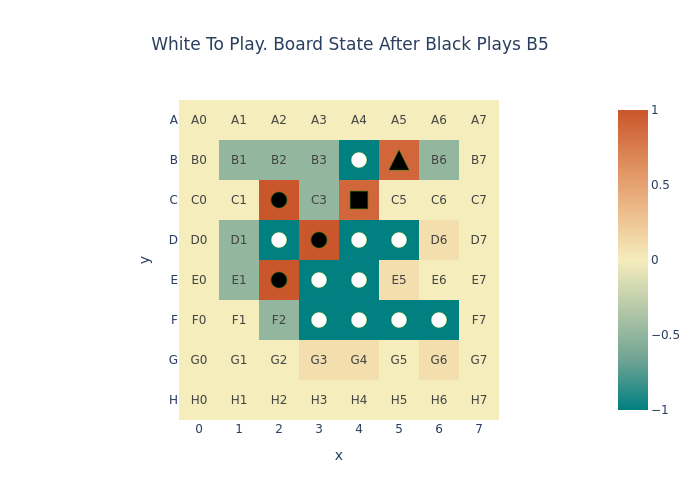 White To Play. Board State After Black Plays B5
A A0 A1 A2 A3 A4 A5 A6 A7
B B0 B1 B2 B3 B6 B7
C C0 C1 C3 C5 C6 C7
D D0 D1 D6 D7
E E0 E1 E5 E6 E7
F F0 F1 F2 F7
G G0 G1 G2 G3 G4 G5 G6 G7
H H0 H1 H2 H3 H4 H5 H6 H7
0 1 2 3 4 5 6 7
x
y
1
0.5
0
−0.5
−1